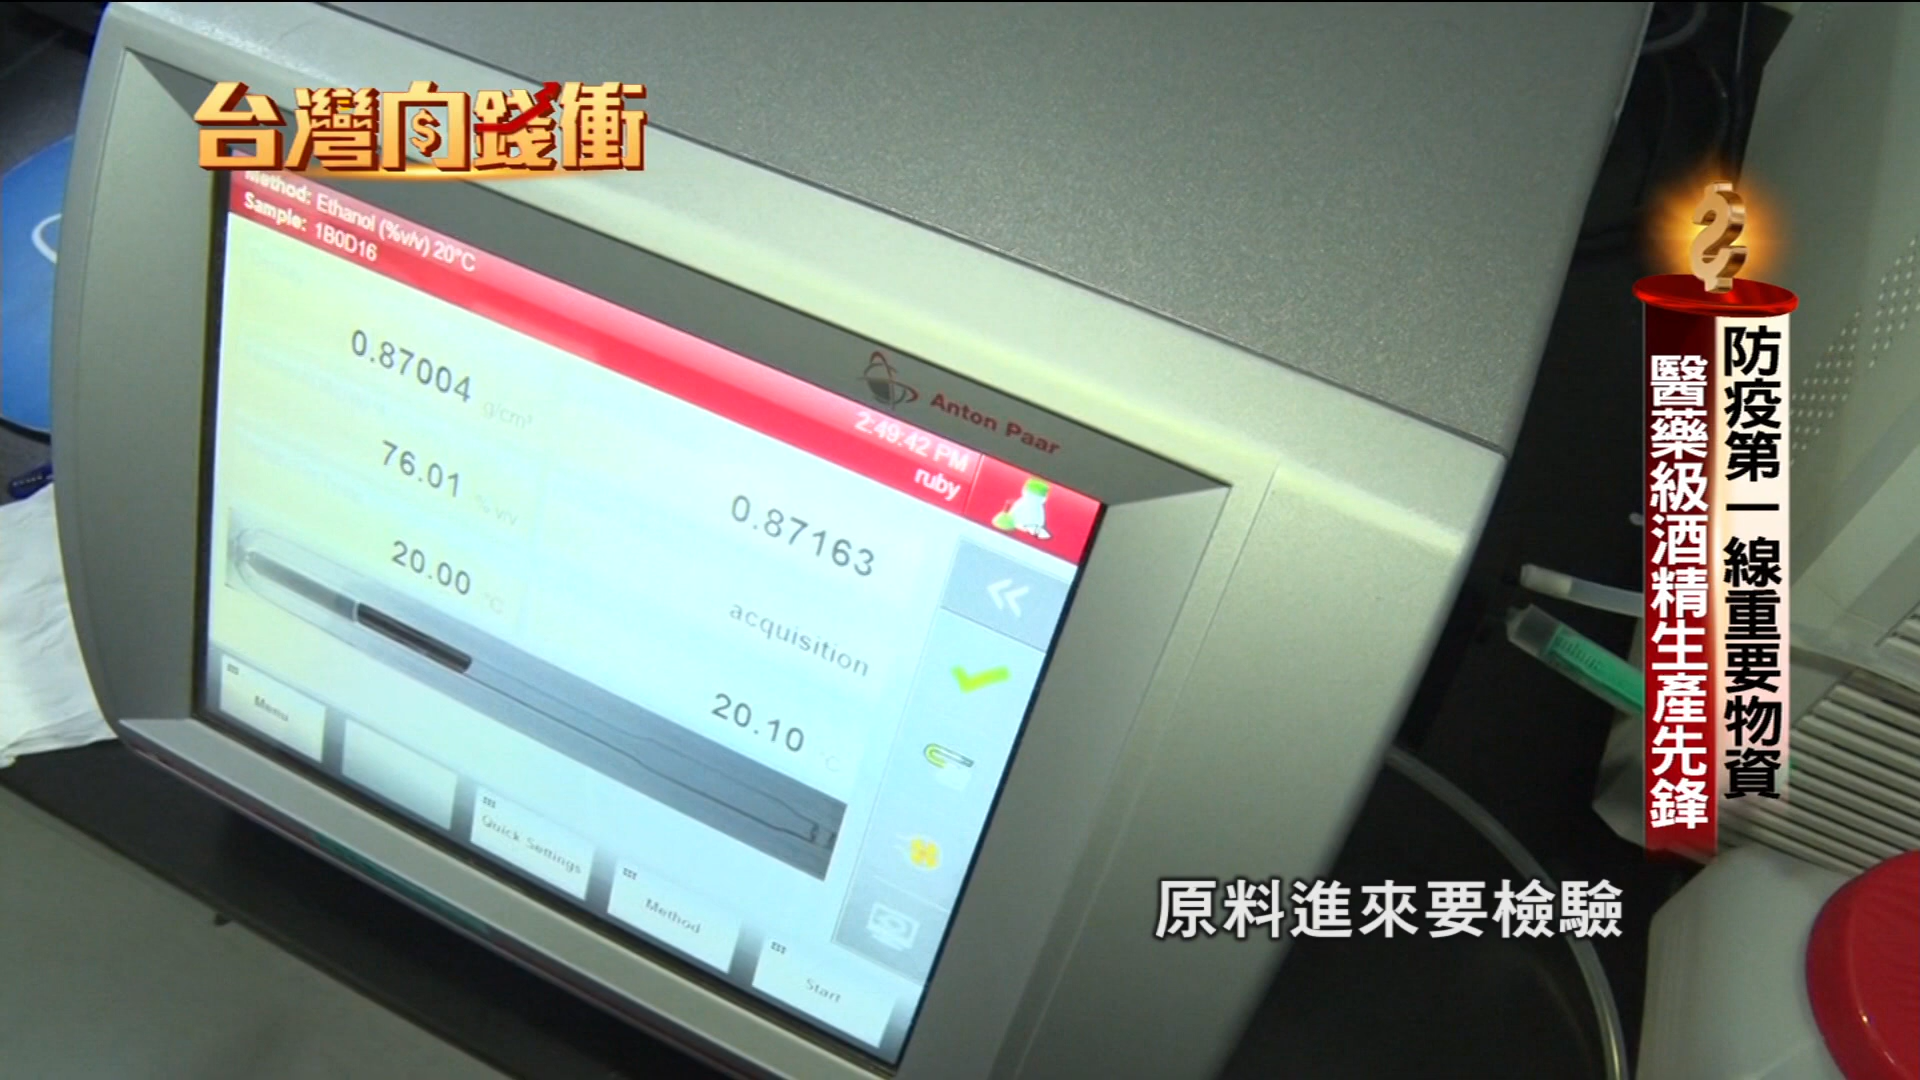 台灣向錢衝
Method: Ethanol (%v/v) 20°C
Sample: 1B0D16
Anton Paar
2:49:42 PM
ruby
0.87004 g/cm³
76.01 % v/v
20.00 °C
0.87163
acquisition
20.10 °C
Menu
Quick Settings
Method
Start
防疫第一線重要物資
醫藥級酒精生產先鋒
原料進來要檢驗